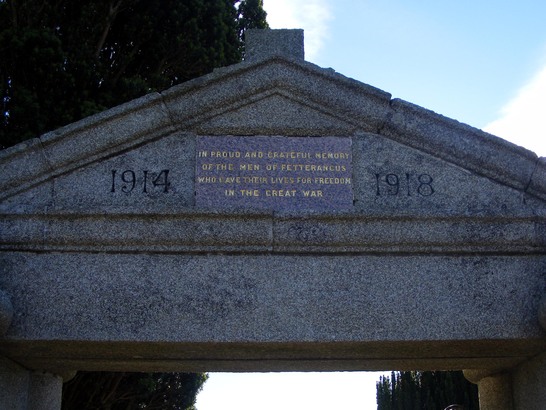 IN PROUD AND GRATEFUL MEMORY
OF THE MEN OF FETTERANGUS
WHO GAVE THEIR LIVES FOR FREEDOM
IN THE GREAT WAR
1914 1918